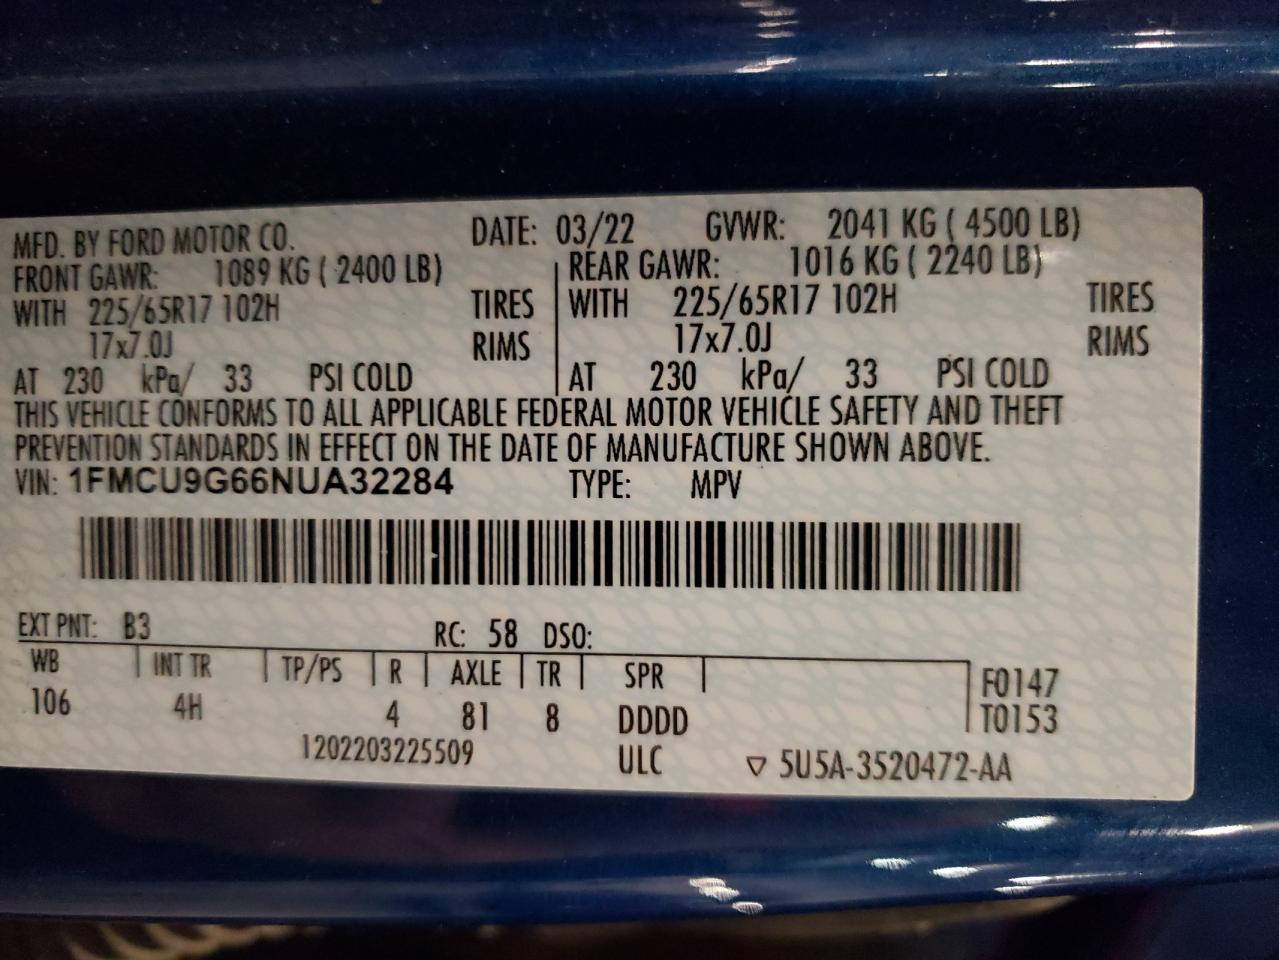 MFD. BY FORD MOTOR CO. DATE: 03/22 GVWR: 2041 KG ( 4500 LB)
FRONT GAWR: 1089 KG ( 2400 LB) REAR GAWR: 1016 KG ( 2240 LB)
WITH 225/65R17 102H TIRES WITH 225/65R17 102H TIRES
17x7.0J RIMS 17x7.0J RIMS
AT 230 kPa/ 33 PSI COLD AT 230 kPa/ 33 PSI COLD
THIS VEHICLE CONFORMS TO ALL APPLICABLE FEDERAL MOTOR VEHICLE SAFETY AND THEFT
PREVENTION STANDARDS IN EFFECT ON THE DATE OF MANUFACTURE SHOWN ABOVE.
VIN: 1FMCU9G66NUA32284 TYPE: MPV
EXT PNT: B3 RC: 58 DSO:
WB INT TR TP/PS R AXLE TR SPR F0147
106 4H 4 81 8 DDDD T0153
1202203225509 ULC ▽ 5U5A-3520472-AA